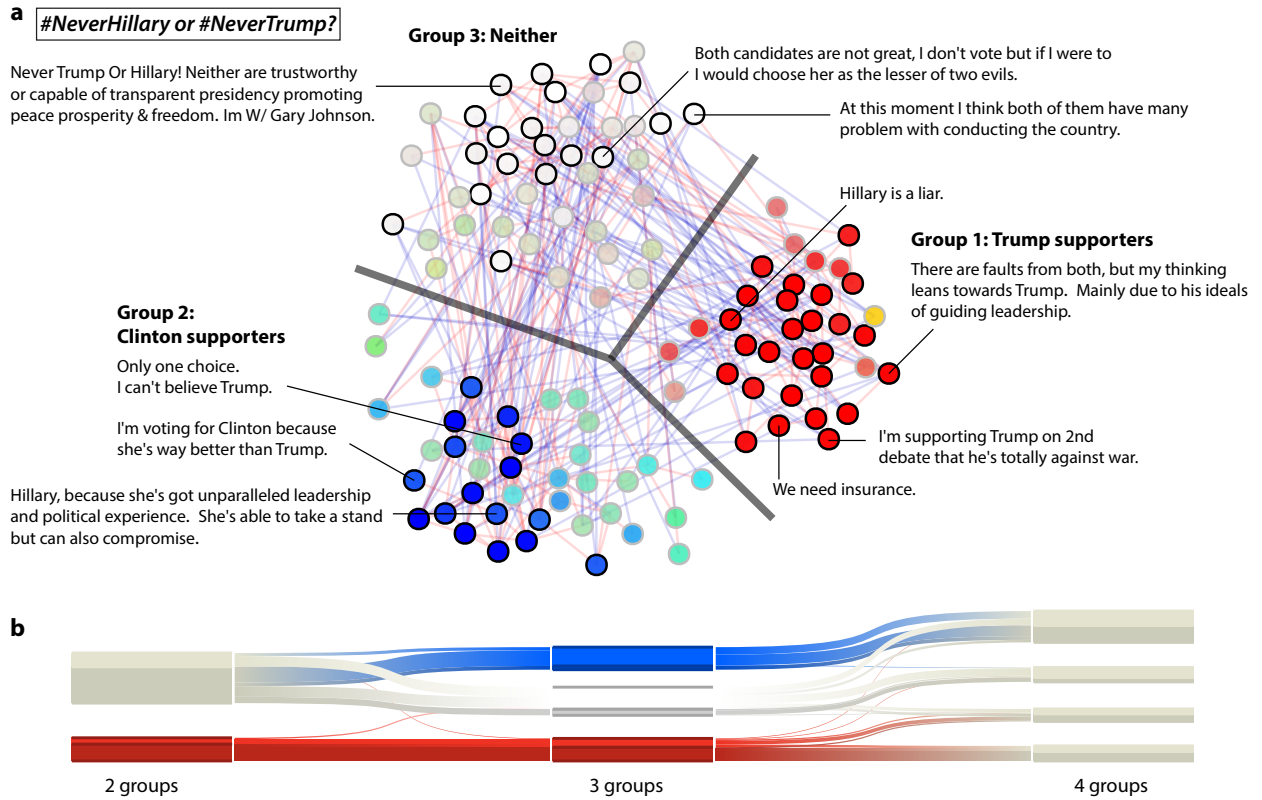 a
#NeverHillary or #NeverTrump?
Group 3: Neither
Never Trump Or Hillary! Neither are trustworthy
or capable of transparent presidency promoting
peace prosperity & freedom. Im W/ Gary Johnson.
Both candidates are not great, I don't vote but if I were to
I would choose her as the lesser of two evils.
At this moment I think both of them have many
problem with conducting the country.
Hillary is a liar.
Group 1: Trump supporters
There are faults from both, but my thinking
leans towards Trump. Mainly due to his ideals
of guiding leadership.
Group 2:
Clinton supporters
Only one choice.
I can't believe Trump.
I'm voting for Clinton because
she's way better than Trump.
Hillary, because she's got unparalleled leadership
and political experience. She's able to take a stand
but can also compromise.
I'm supporting Trump on 2nd
debate that he's totally against war.
We need insurance.
b
2 groups
3 groups
4 groups